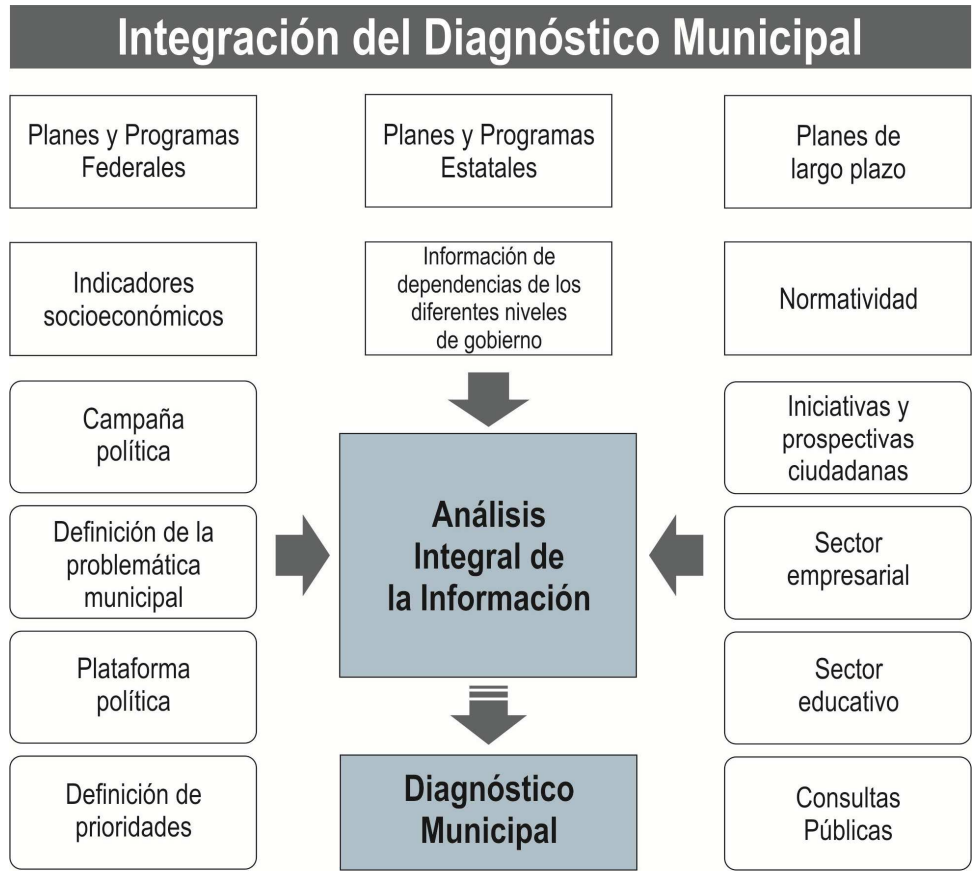 Integración del Diagnóstico Municipal
Planes y Programas
Federales
Planes y Programas
Estatales
Planes de
largo plazo
Indicadores
socioeconómicos
Información de
dependencias de los
diferentes niveles
de gobierno
Normatividad
Campaña
política
Iniciativas y
prospectivas
ciudadanas
Análisis
Integral de
la Información
Definición de la
problemática
municipal
Sector
empresarial
Plataforma
política
Sector
educativo
Definición de
prioridades
Diagnóstico
Municipal
Consultas
Públicas